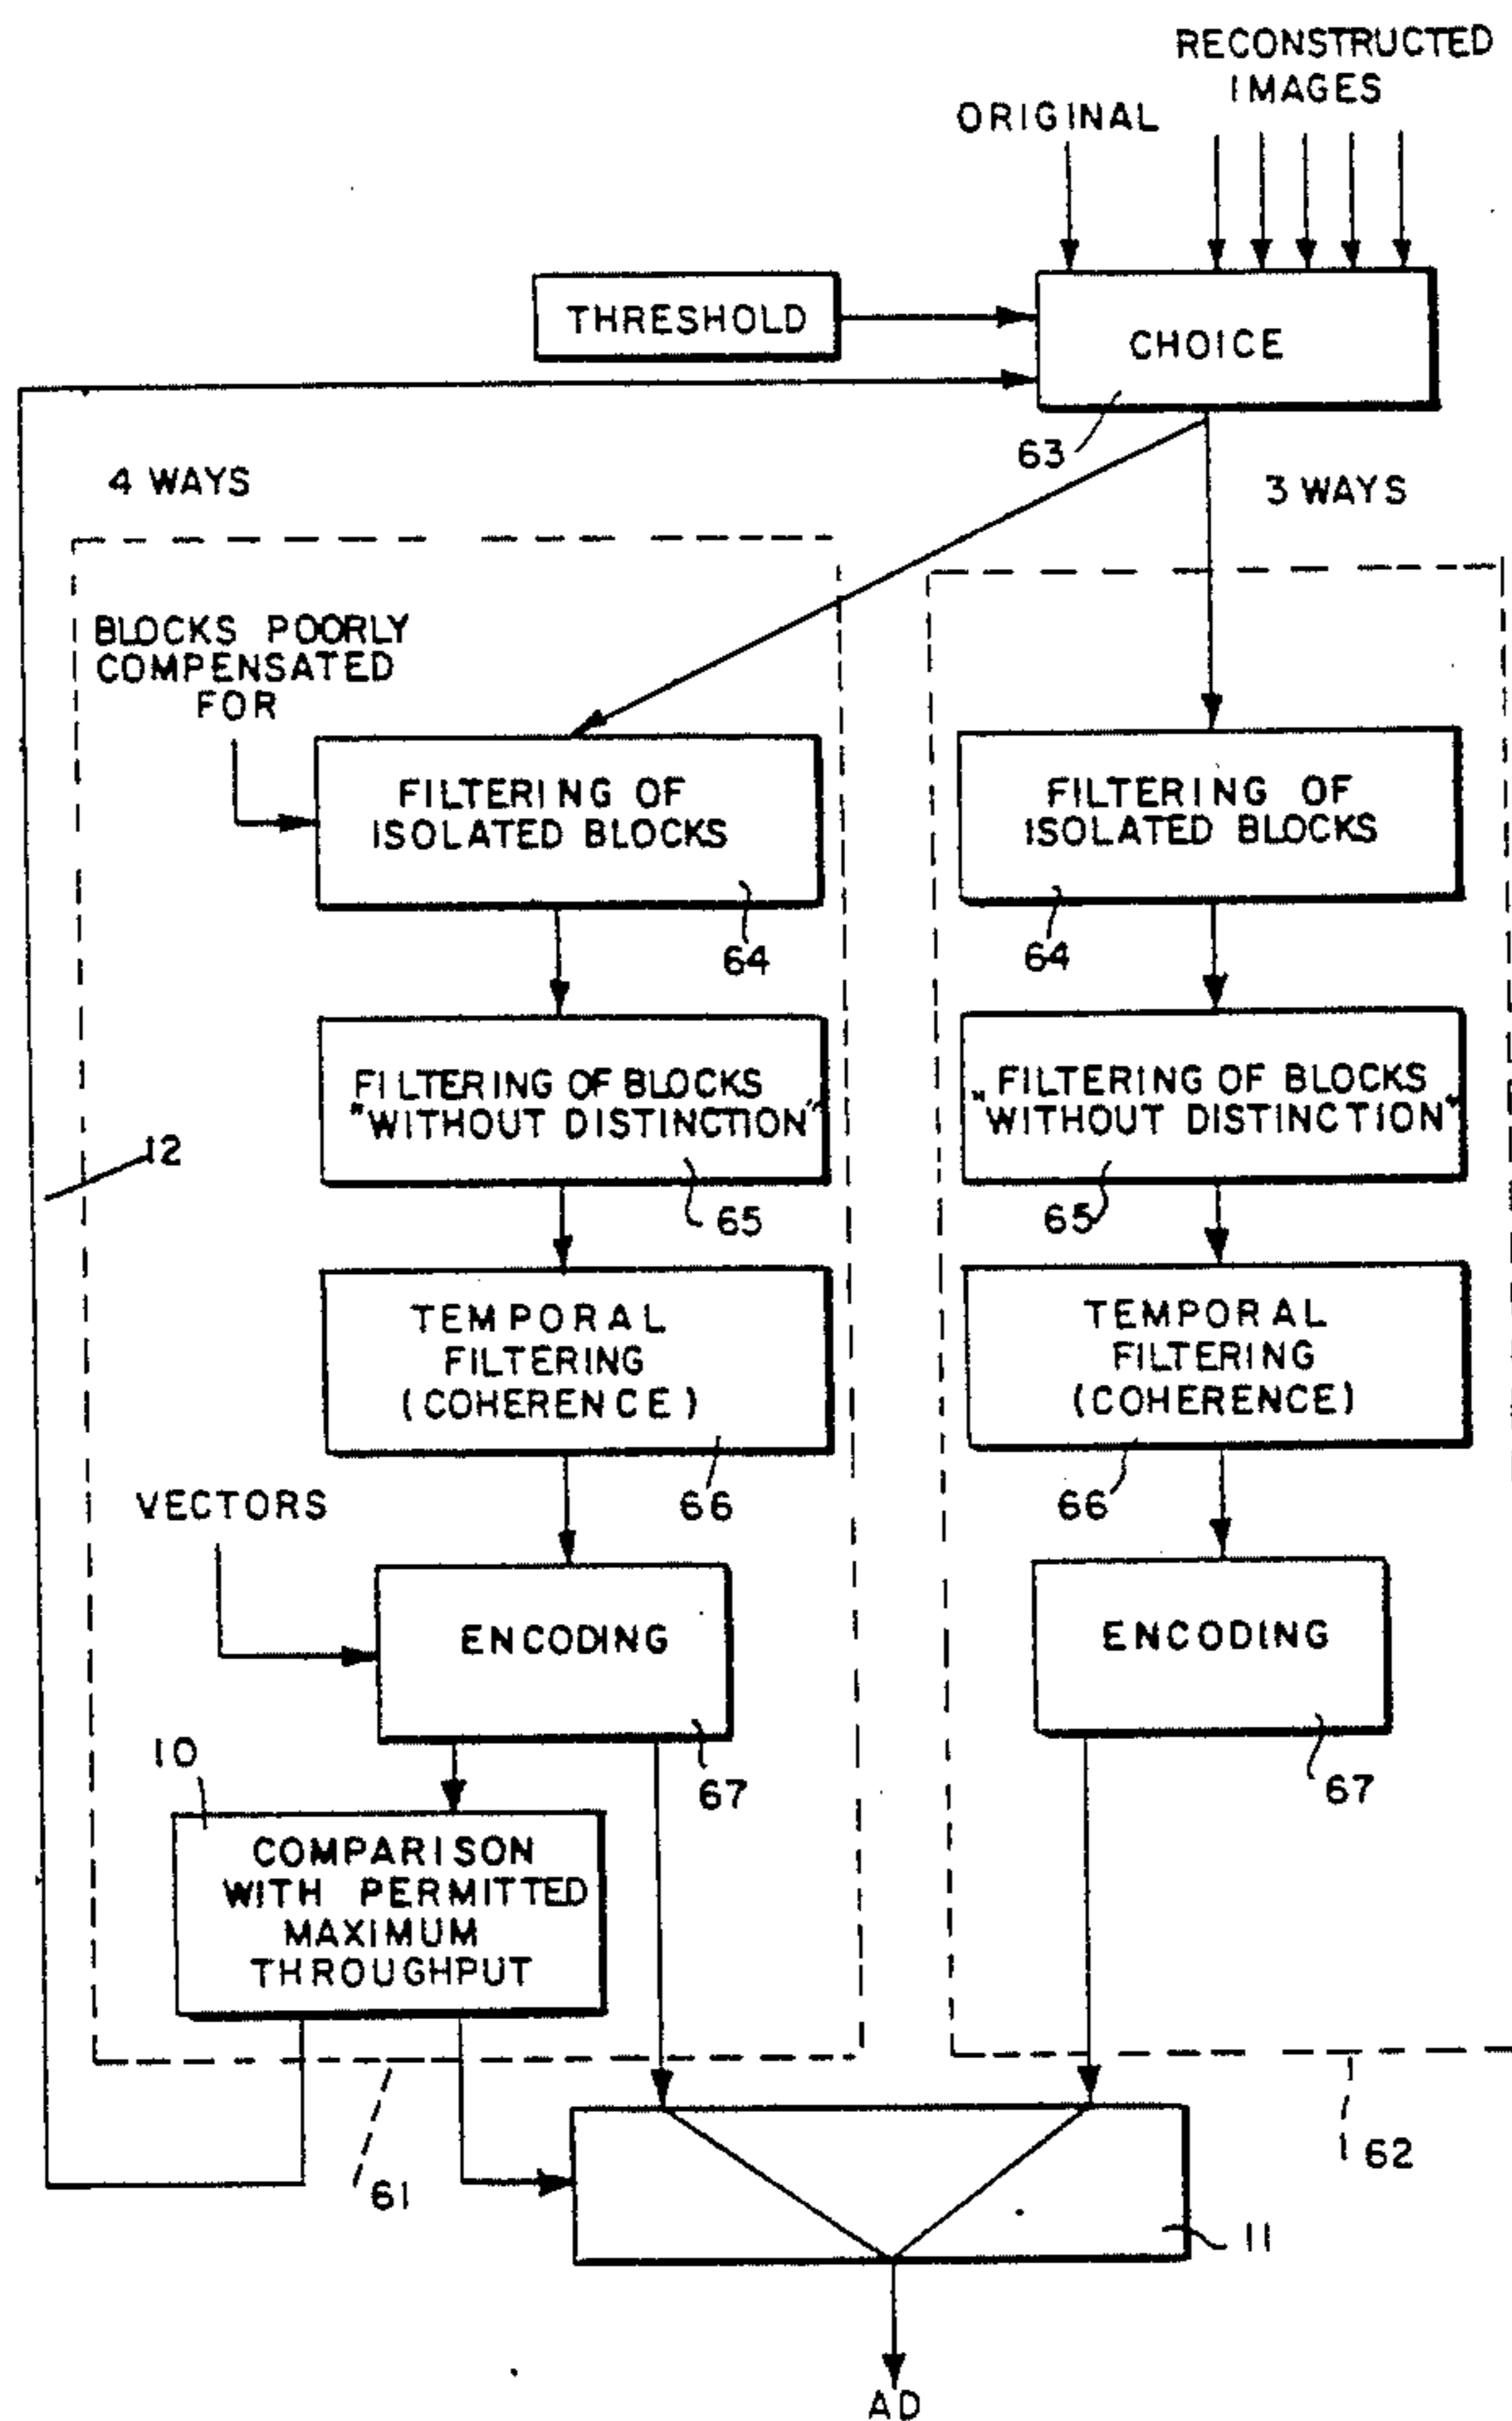 RECONSTRUCTED
IMAGES
ORIGINAL
THRESHOLD
CHOICE
63
4 WAYS
3 WAYS
BLOCKS POORLY
COMPENSATED
FOR
FILTERING OF
ISOLATED BLOCKS
64
FILTERING OF
ISOLATED BLOCKS
64
FILTERING OF BLOCKS
"WITHOUT DISTINCTION"
65
FILTERING OF BLOCKS
"WITHOUT DISTINCTION"
65
12
TEMPORAL
FILTERING
(COHERENCE)
66
TEMPORAL
FILTERING
(COHERENCE)
66
VECTORS
ENCODING
67
ENCODING
67
10
COMPARISON
WITH PERMITTED
MAXIMUM
THROUGHPUT
61
62
11
AD